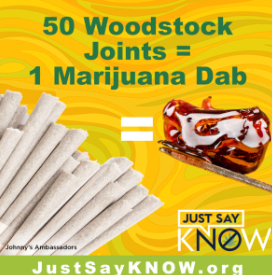 50 Woodstock
Joints =
1 Marijuana Dab
=
Johnny's Ambassadors
JUST SAY
KNOW
JustSayKNOW.org